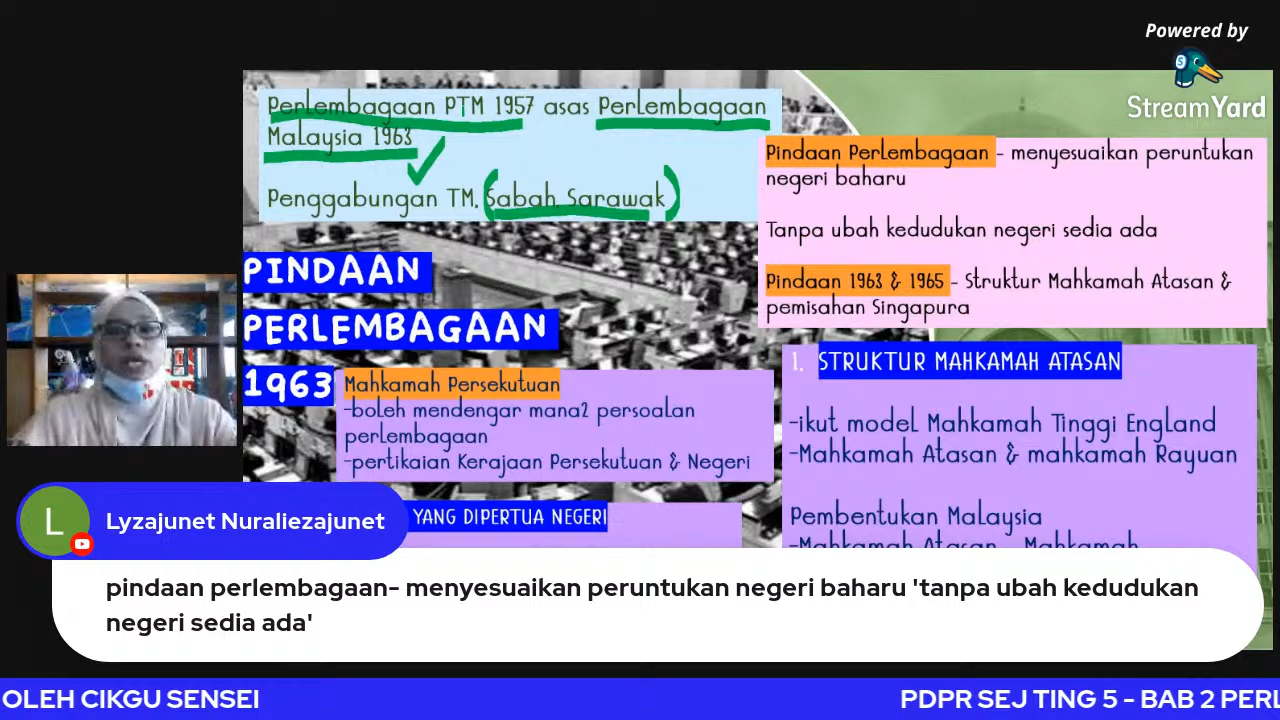 Powered by
StreamYard
Perlembagaan PTM 1957 asas Perlembagaan
Malaysia 1963
Penggabungan TM, Sabah, Sarawak
Pindaan Perlembagaan - menyesuaikan peruntukan
negeri baharu
Tanpa ubah kedudukan negeri sedia ada
Pindaan 1963 & 1965 - Struktur Mahkamah Atasan &
pemisahan Singapura
PINDAAN
PERLEMBAGAAN
1963
Mahkamah Persekutuan
-boleh mendengar mana2 persoalan
perlembagaan
-pertikaian Kerajaan Persekutuan & Negeri
1. STRUKTUR MAHKAMAH ATASAN
-ikut model Mahkamah Tinggi England
-Mahkamah Atasan & mahkamah Rayuan
Pembentukan Malaysia
-Mahkamah Atasan - Mahkamah
YANG DIPERTUA NEGERI
L
Lyzajunet Nuraliezajunet
pindaan perlembagaan- menyesuaikan peruntukan negeri baharu 'tanpa ubah kedudukan
negeri sedia ada'
OLEH CIKGU SENSEI
PDPR SEJ TING 5 - BAB 2 PERL